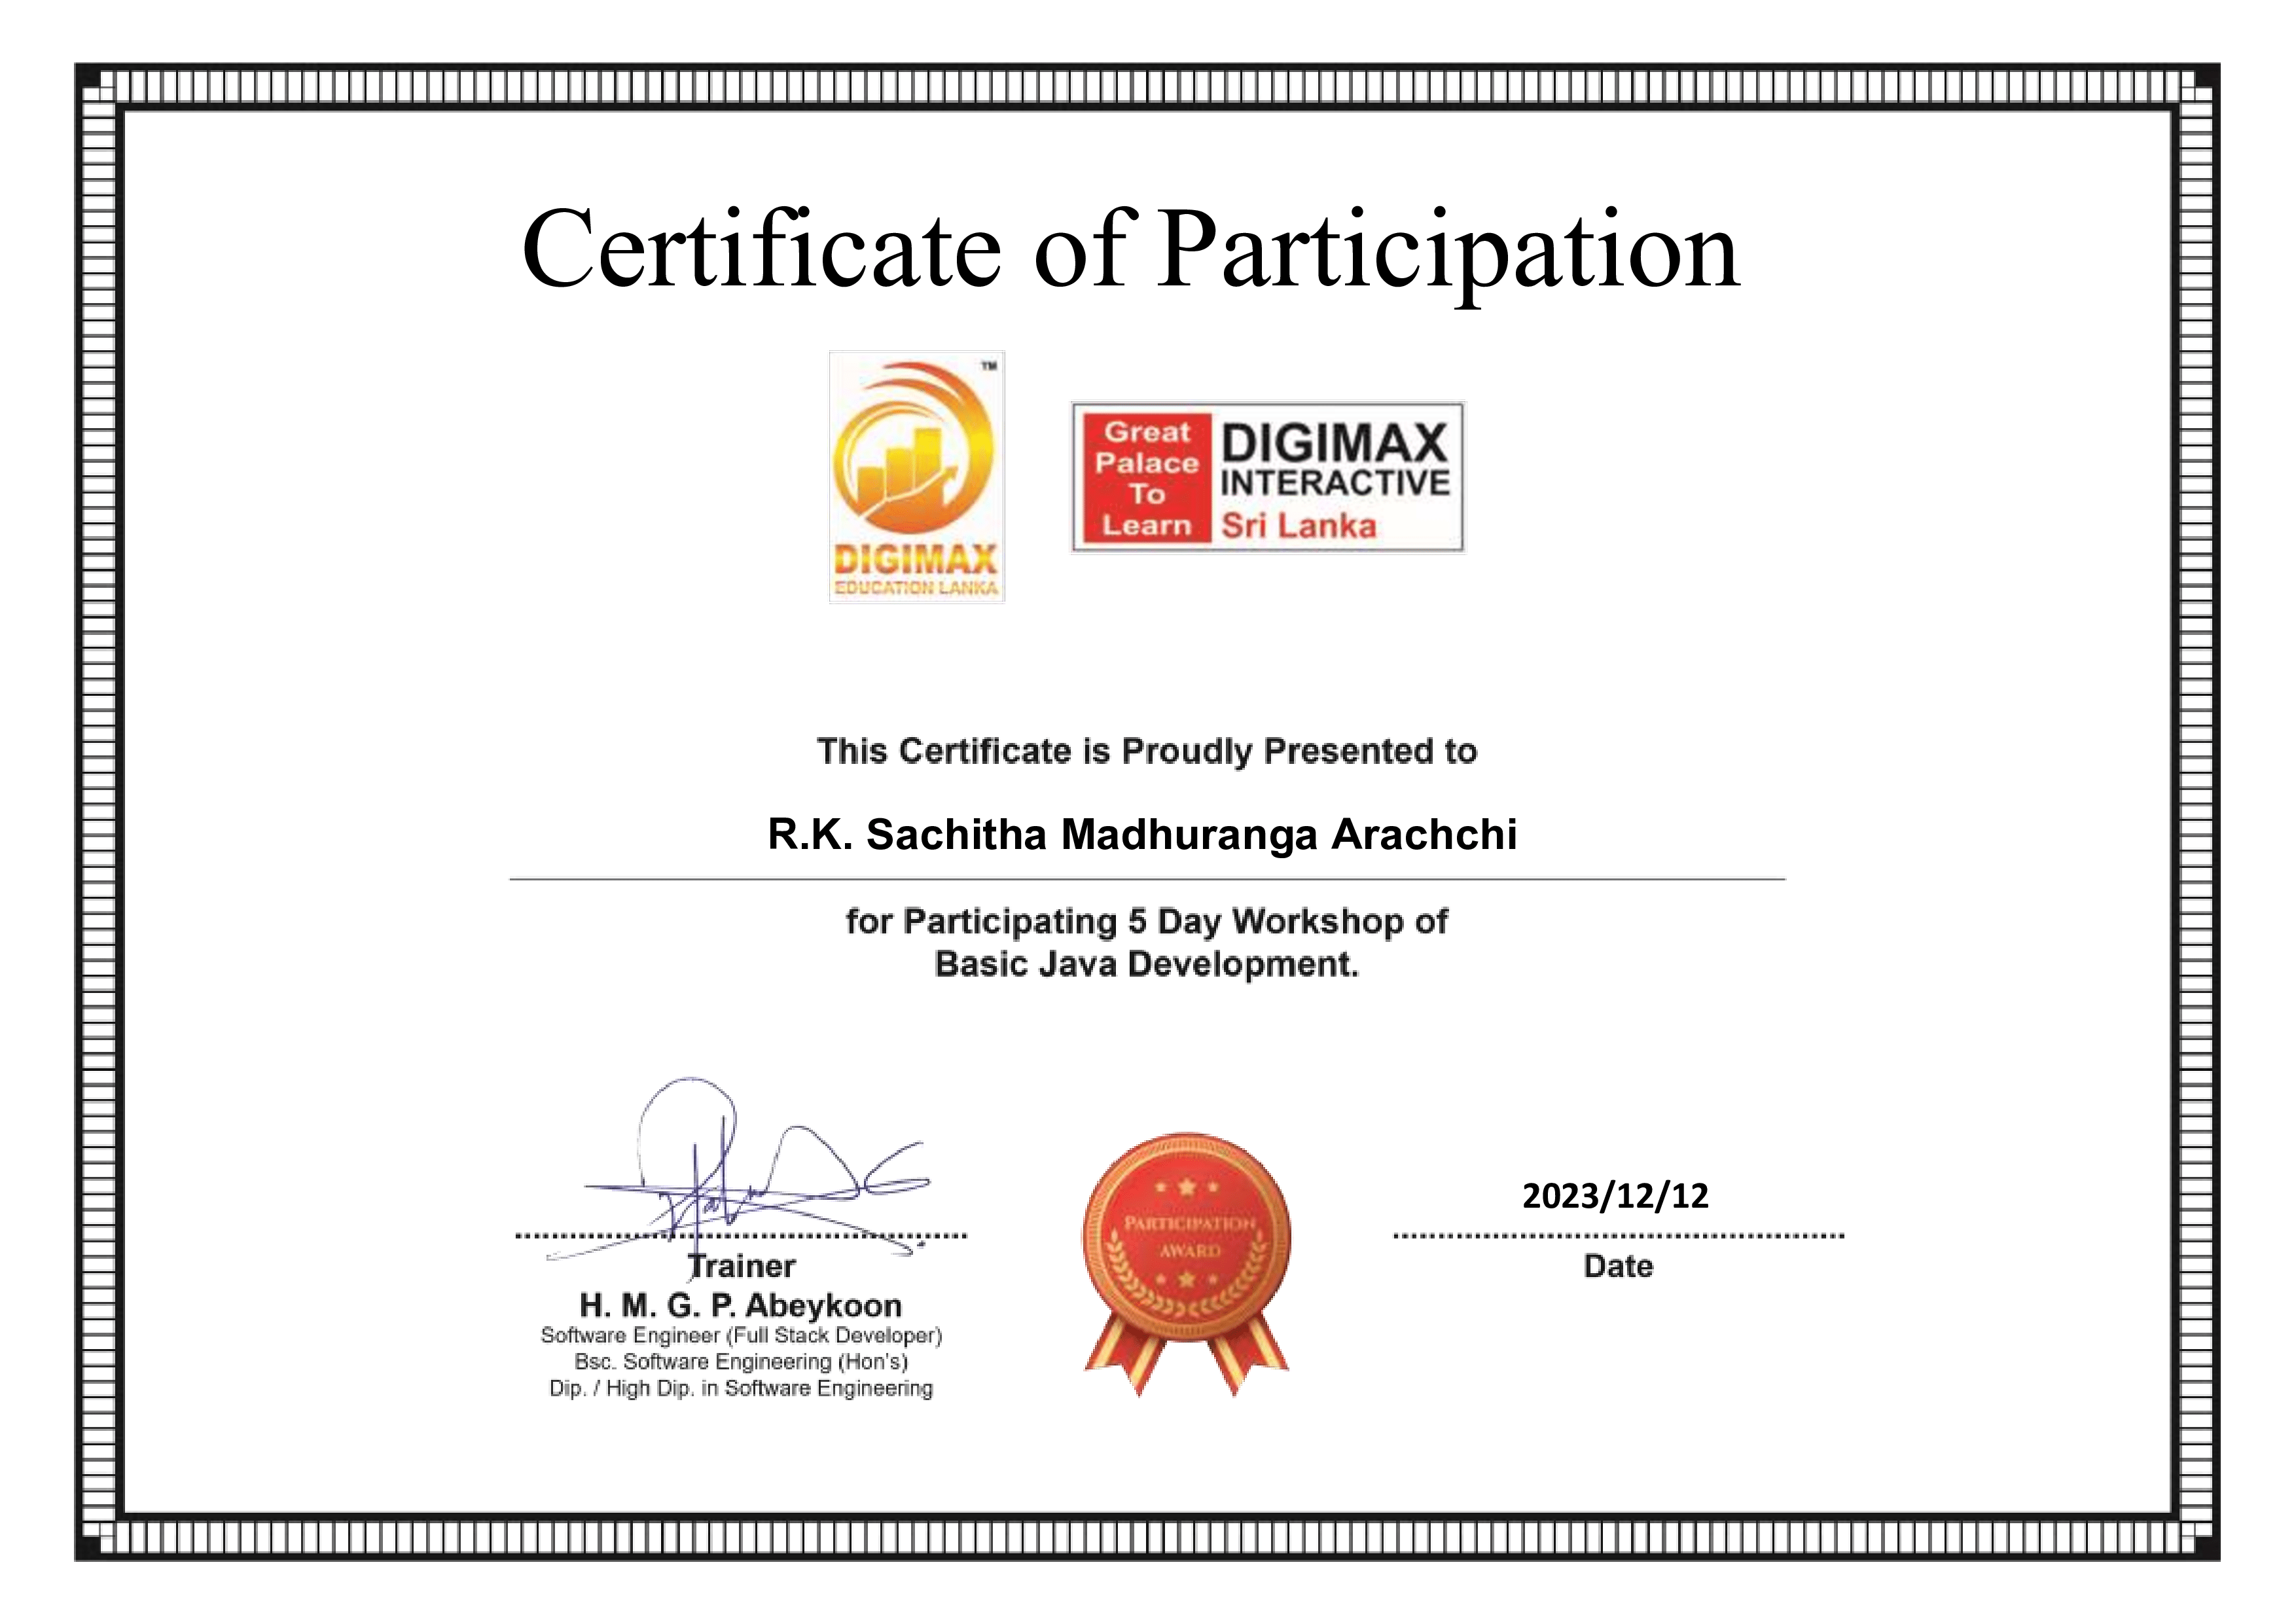 Certificate of Participation
TM
DIGIMAX
EDUCATION LANKA
Great
Palace
To
Learn
DIGIMAX
INTERACTIVE
Sri Lanka
This Certificate is Proudly Presented to
R.K. Sachitha Madhuranga Arachchi
for Participating 5 Day Workshop of
Basic Java Development.
Trainer
H. M. G. P. Abeykoon
Software Engineer (Full Stack Developer)
Bsc. Software Engineering (Hon's)
Dip. / High Dip. in Software Engineering
PARTICIPATION
AWARD
2023/12/12
Date